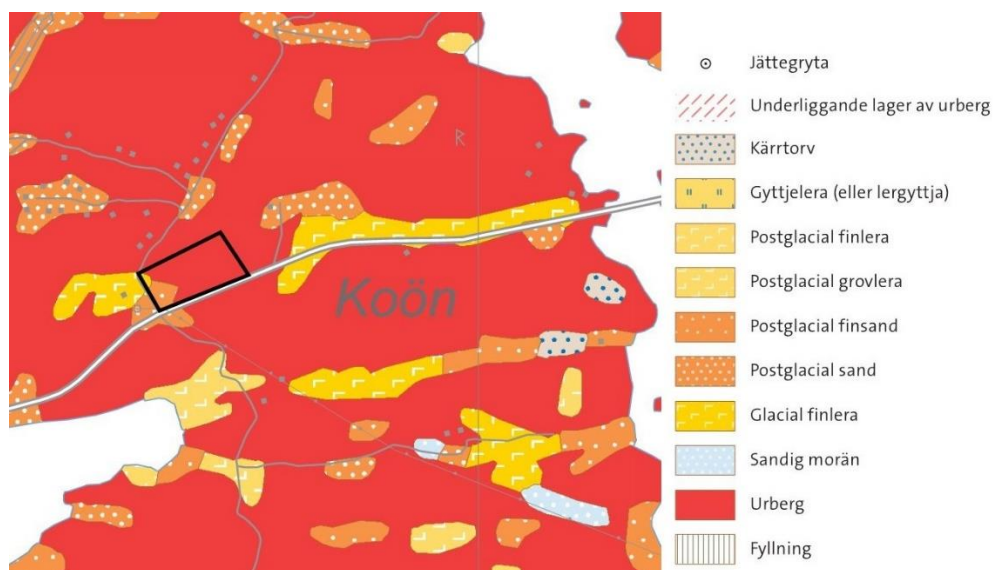 Koön
R
Jättegryta
Underliggande lager av urberg
Kärrtorv
Gyttjelera (eller lergyttja)
Postglacial finlera
Postglacial grovlera
Postglacial finsand
Postglacial sand
Glacial finlera
Sandig morän
Urberg
Fyllning